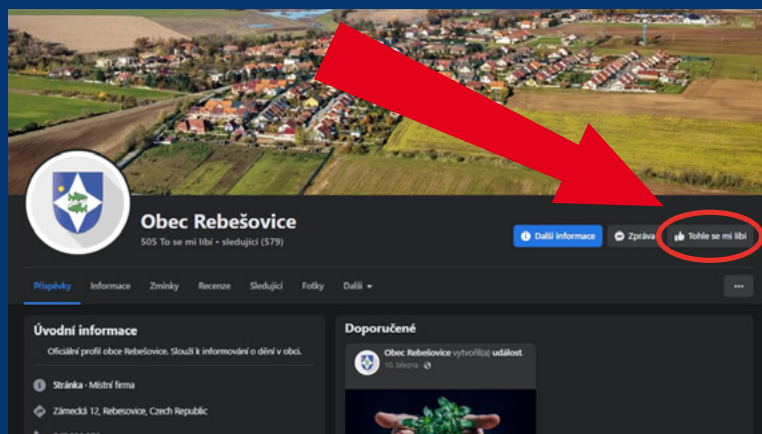 Obec Rebešovice
505 To se mi líbí • sledující (579)
Další informace
Zpráva
Tohle se mi líbí
Příspěvky Informace Zmínky Recenze Sledující Fotky Další
Úvodní informace
Oficiální profil obce Rebešovice. Slouží k informování o dění v obci.
Stránka · Místní firma
Zámecká 12, Rebesovice, Czech Republic
Doporučené
Obec Rebešovice vytvořil(a) událost.
10. března ·